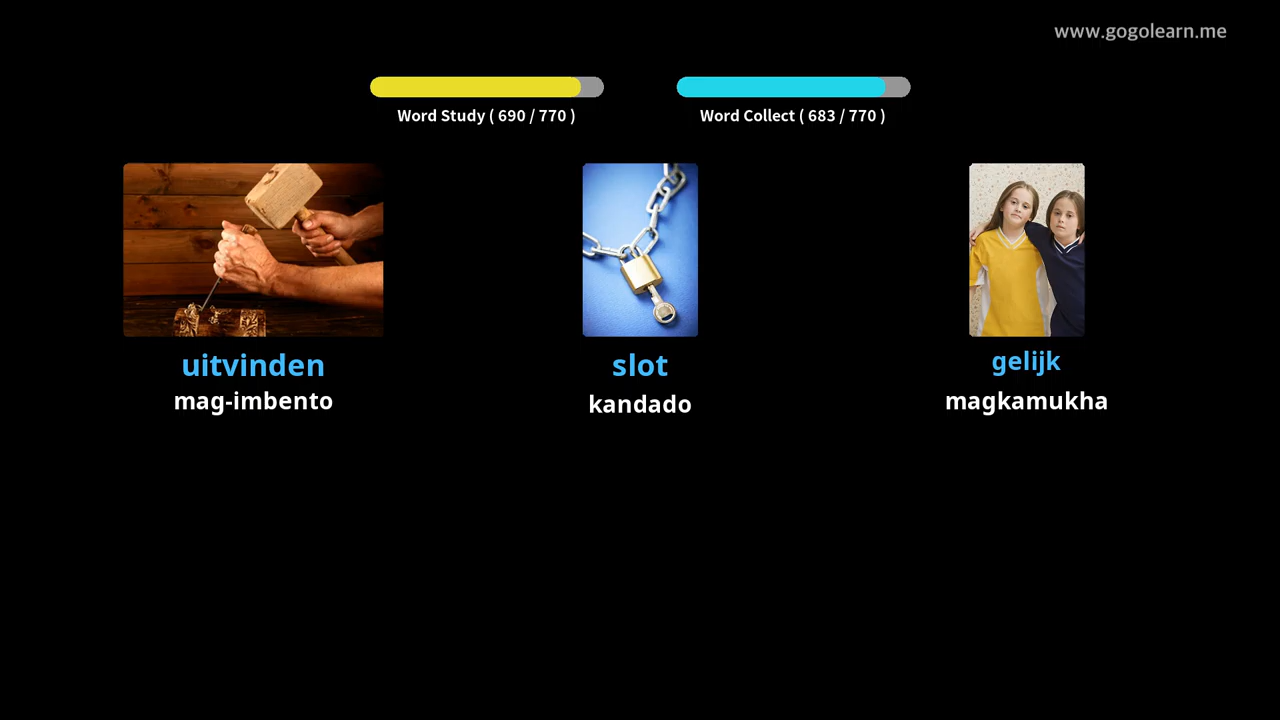 www.gogolearn.me
Word Study ( 690 / 770 )
Word Collect ( 683 / 770 )
uitvinden
mag-imbento
slot
kandado
gelijk
magkamukha